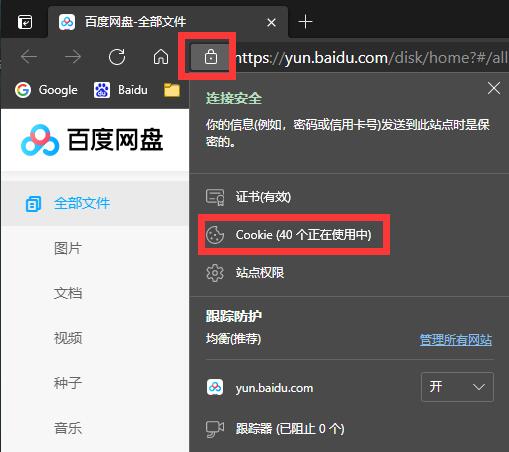 百度网盘-全部文件
https://yun.baidu.com/disk/home?#/all
Google
Baidu
连接安全
你的信息(例如，密码或信用卡号)发送到此站点时是保
密的。
百度网盘
证书(有效)
全部文件
Cookie (40 个正在使用中)
图片
站点权限
文档
跟踪防护
均衡(推荐)
管理所有网站
视频
种子
yun.baidu.com
开
音乐
跟踪器 (已阻止 0 个)